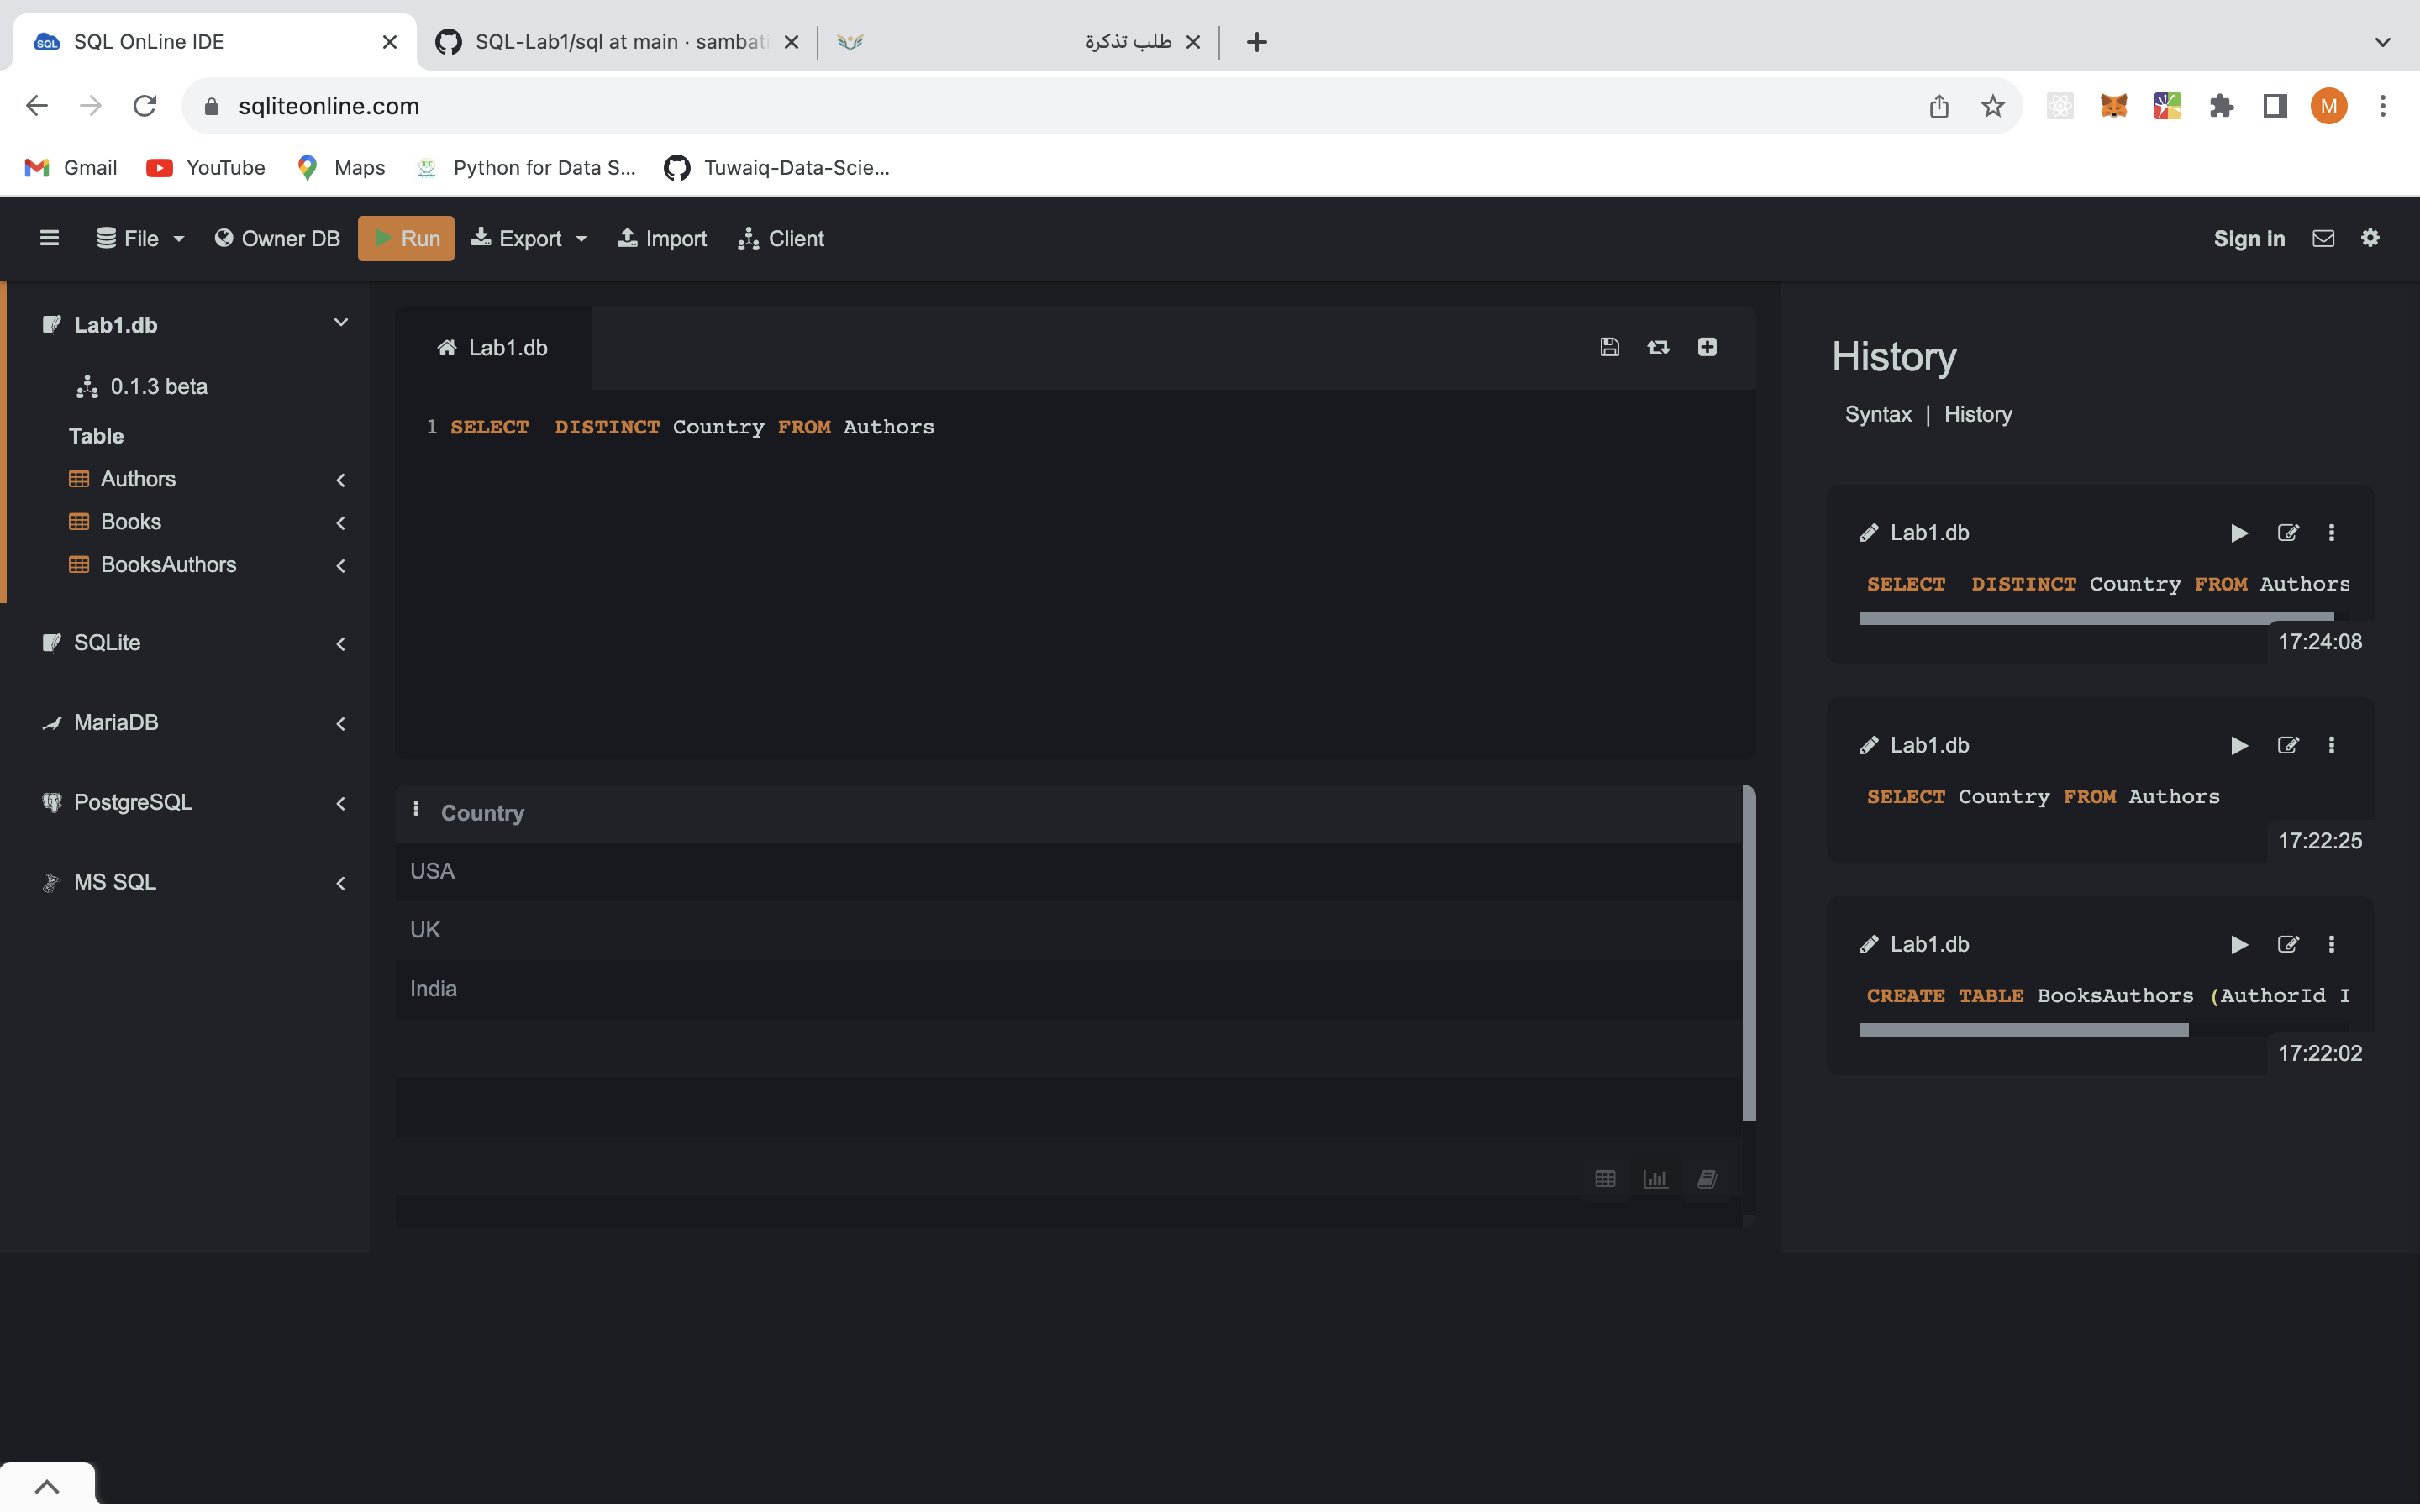 SQL OnLine IDE
SQL-Lab1/sql at main · sambati
طلب تذكرة
sqliteonline.com
M
Gmail
YouTube
Maps
Python for Data S...
Tuwaiq-Data-Scie...
File
Owner DB
Run
Export
Import
Client
Sign in
Lab1.db
0.1.3 beta
Table
Authors
Books
BooksAuthors
SQLite
MariaDB
PostgreSQL
MS SQL
Lab1.db
1 SELECT DISTINCT Country FROM Authors
Country
USA
UK
India
History
Syntax | History
Lab1.db
SELECT DISTINCT Country FROM Authors
17:24:08
Lab1.db
SELECT Country FROM Authors
17:22:25
Lab1.db
CREATE TABLE BooksAuthors (AuthorId I
17:22:02